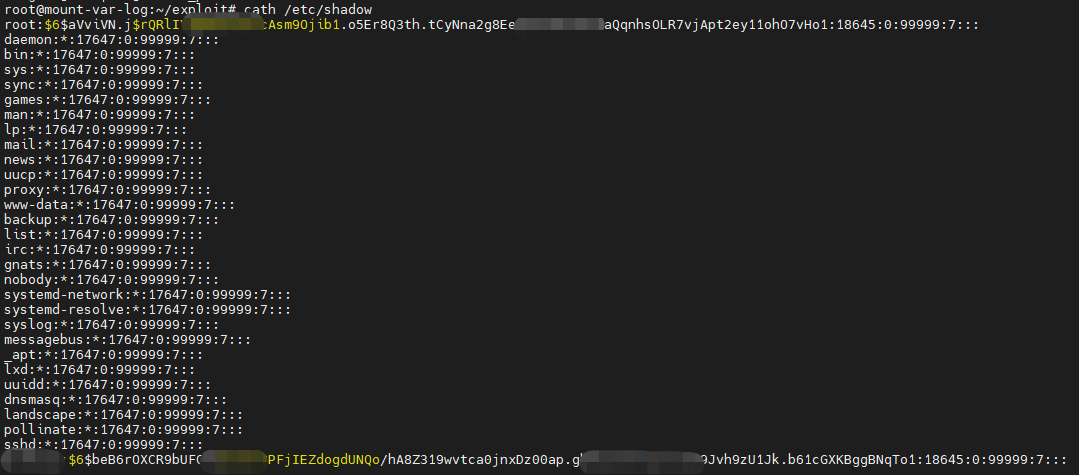 root@mount-var-log:~/exploit# cath /etc/shadow
root:$6$aVviVN.j$rQRlI cAsm9Ojib1.o5Er8Q3th.tCyNna2g8Ee aQqnhsOLR7vjApt2ey11ohO7vHo1:18645:0:99999:7:::
daemon:*:17647:0:99999:7:::
bin:*:17647:0:99999:7:::
sys:*:17647:0:99999:7:::
sync:*:17647:0:99999:7:::
games:*:17647:0:99999:7:::
man:*:17647:0:99999:7:::
lp:*:17647:0:99999:7:::
mail:*:17647:0:99999:7:::
news:*:17647:0:99999:7:::
uucp:*:17647:0:99999:7:::
proxy:*:17647:0:99999:7:::
www-data:*:17647:0:99999:7:::
backup:*:17647:0:99999:7:::
list:*:17647:0:99999:7:::
irc:*:17647:0:99999:7:::
gnats:*:17647:0:99999:7:::
nobody:*:17647:0:99999:7:::
systemd-network:*:17647:0:99999:7:::
systemd-resolve:*:17647:0:99999:7:::
syslog:*:17647:0:99999:7:::
messagebus:*:17647:0:99999:7:::
_apt:*:17647:0:99999:7:::
lxd:*:17647:0:99999:7:::
uuidd:*:17647:0:99999:7:::
dnsmasq:*:17647:0:99999:7:::
landscape:*:17647:0:99999:7:::
pollinate:*:17647:0:99999:7:::
sshd:*:17647:0:99999:7:::
:$6$beB6rOXCR9bUF PFjIEZdogdUNQo/hA8Z319wvtca0jnxDz00ap.g 9Jvh9zU1Jk.b61cGXKBggBNqTo1:18645:0:99999:7:::